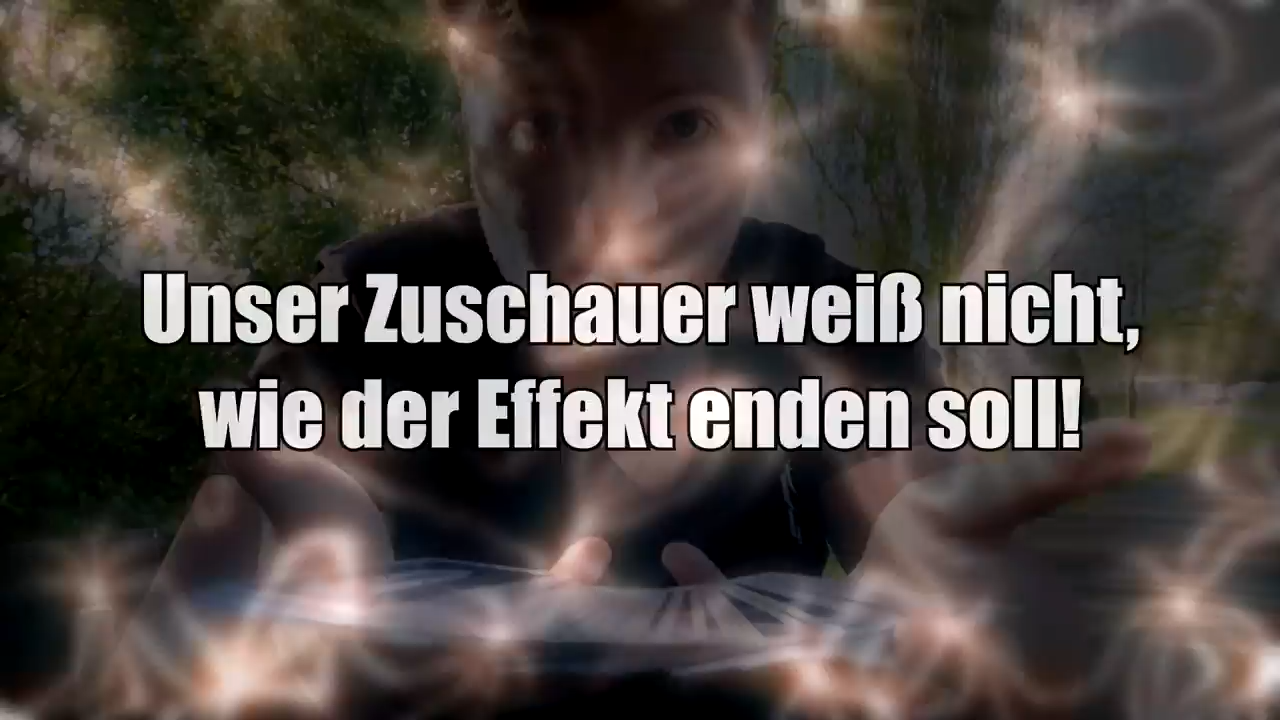 Unser Zuschauer weiß nicht,
wie der Effekt enden soll!